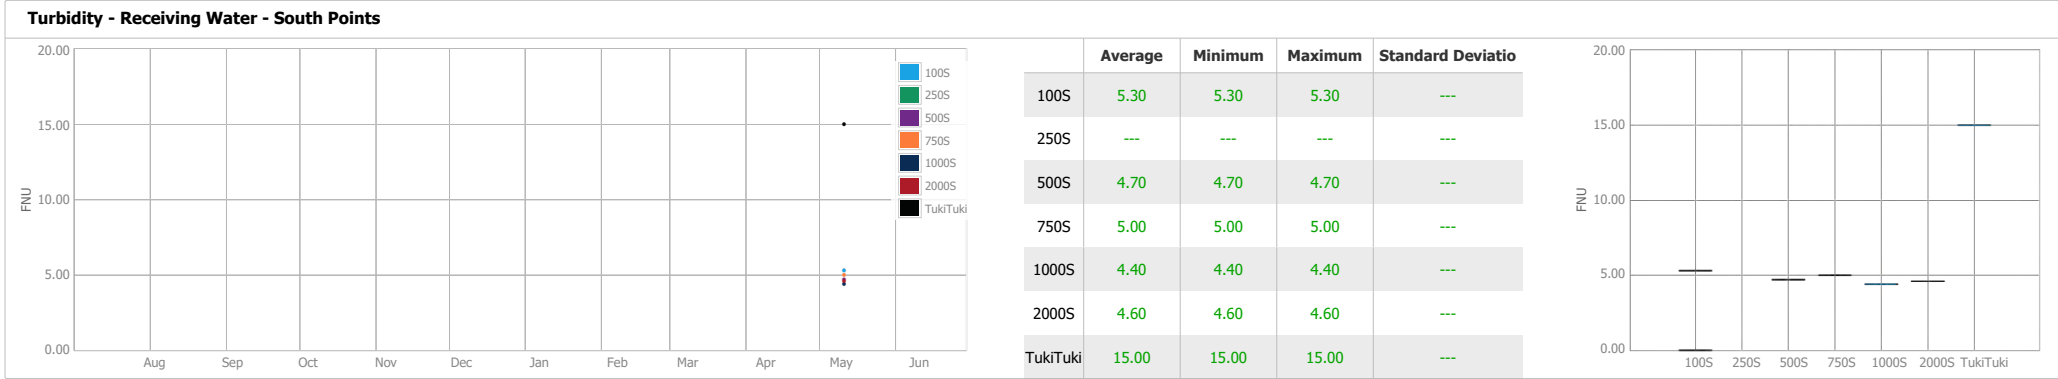 Turbidity - Receiving Water - South Points
20.00
15.00
10.00
5.00
0.00
FNU
Aug Sep Oct Nov Dec Jan Feb Mar Apr May Jun
100S
250S
500S
750S
1000S
2000S
TukiTuki
Average Minimum Maximum Standard Deviatio
100S 5.30 5.30 5.30 ---
250S --- --- --- ---
500S 4.70 4.70 4.70 ---
750S 5.00 5.00 5.00 ---
1000S 4.40 4.40 4.40 ---
2000S 4.60 4.60 4.60 ---
TukiTuki 15.00 15.00 15.00 ---
20.00
15.00
10.00
5.00
0.00
FNU
100S 250S 500S 750S 1000S 2000S TukiTuki